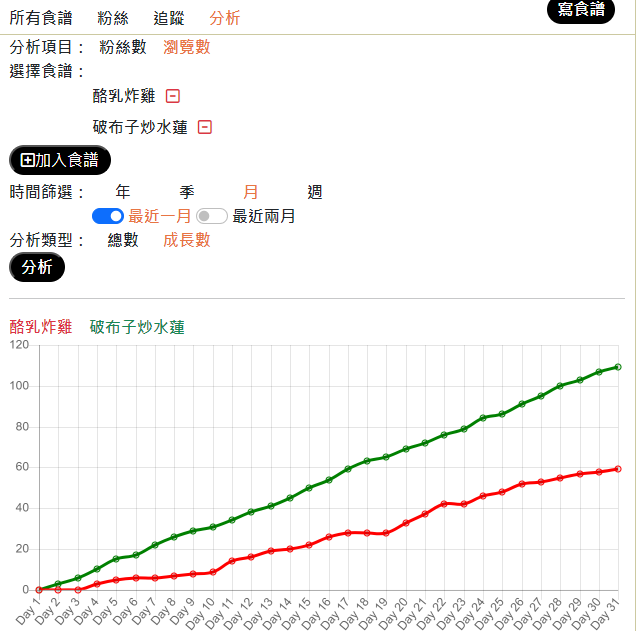 所有食譜 粉絲 追蹤 分析 寫食譜
分析項目： 粉絲數 瀏覽數
選擇食譜：
酪乳炸雞
破布子炒水蓮
加入食譜
時間篩選： 年 季 月 週
最近一月 最近兩月
分析類型： 總數 成長數
分析
酪乳炸雞 破布子炒水蓮
120
100
80
60
40
20
0
Day 1 Day 2 Day 3 Day 4 Day 5 Day 6 Day 7 Day 8 Day 9 Day 10 Day 11 Day 12 Day 13 Day 14 Day 15 Day 16 Day 17 Day 18 Day 19 Day 20 Day 21 Day 22 Day 23 Day 24 Day 25 Day 26 Day 27 Day 28 Day 29 Day 30 Day 31